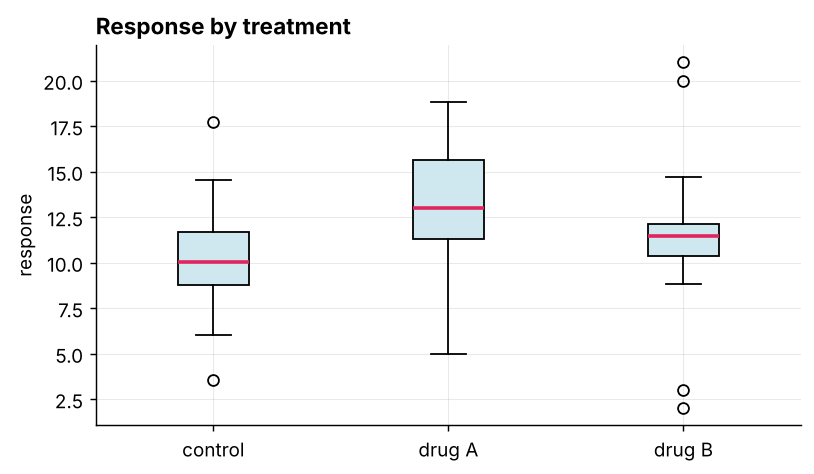 Response by treatment
response
20.0
17.5
15.0
12.5
10.0
7.5
5.0
2.5
control
drug A
drug B